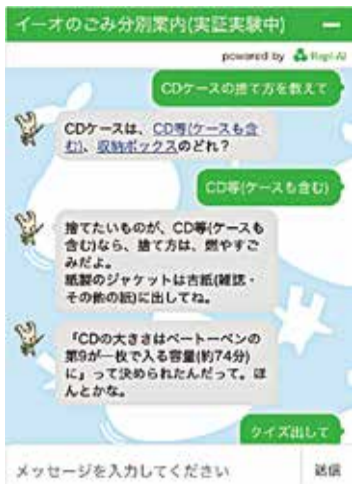 イーオのごみ分別案内(実証実験中)
powered by Repl-AI
CDケースの捨て方を教えて
CDケースは、CD等(ケースも含
む)、収納ボックスのどれ？
CD等(ケースも含む)
捨てたいものが、CD等(ケースも
含む)なら、捨て方は、燃やすご
みだよ。
紙製のジャケットは古紙(雑誌・
その他の紙)に出してね。
「CDの大きさはベートーベンの
第9が一枚で入る容量(約74分)
に」って決められたんだって。ほ
んとかな。
クイズ出して
メッセージを入力してください
送信